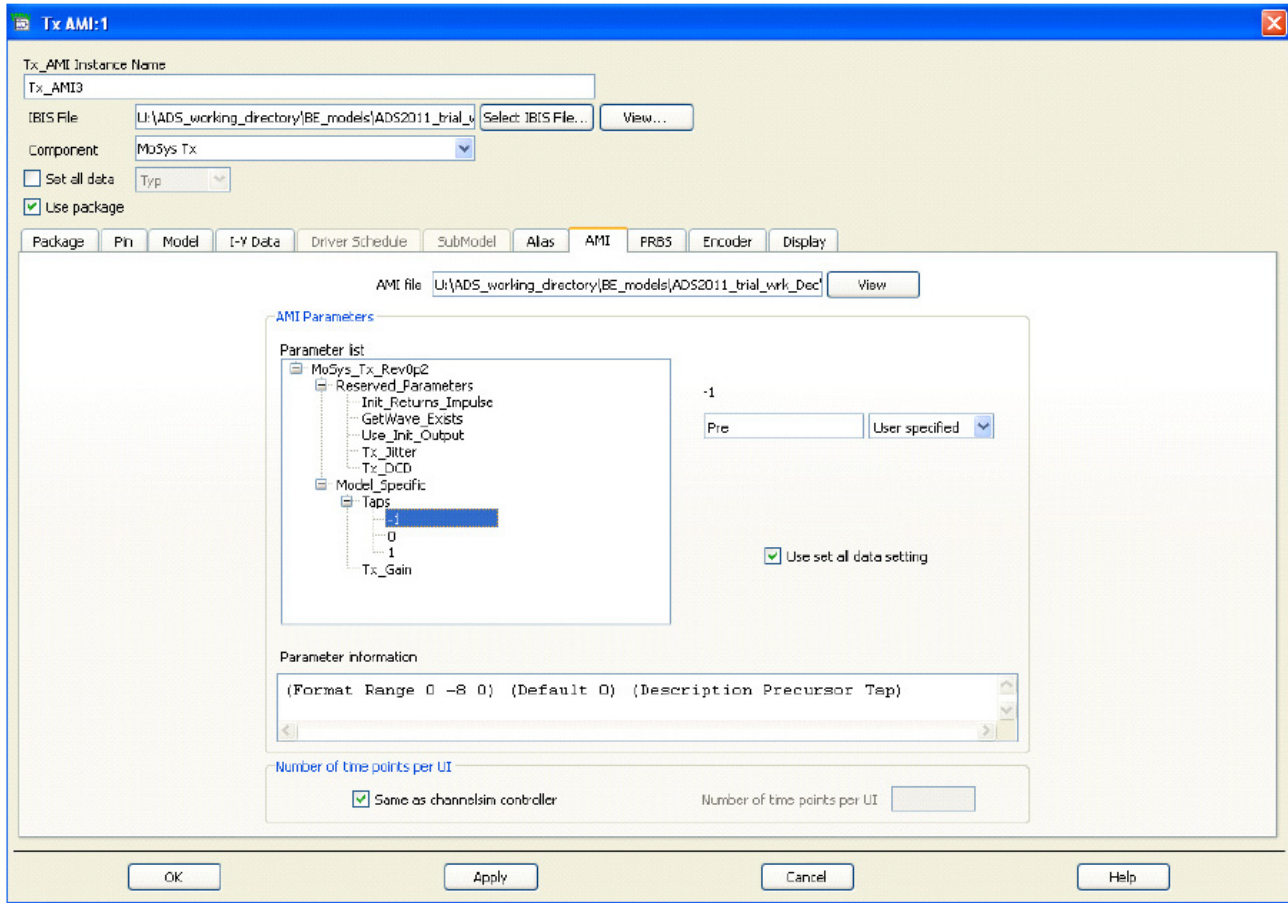 Tx AMI:1
Tx_AMI Instance Name
Tx_AMI3
IBIS File U:\ADS_working_directory\BE_models\ADS2011_trial_w Select IBIS File... View...
Component MoSys Tx
Set all data Typ
Use package
Package Pin Model I-V Data Driver Schedule SubModel Alias AMI PRBS Encoder Display
AMI file U:\ADS_working_directory\BE_models\ADS2011_trial_wrk_Dec' View
AMI Parameters
Parameter list
MoSys_Tx_Rev0p2
Reserved_Parameters
Init_Returns_Impulse
GetWave_Exists
Use_Init_Output
Tx_Jitter
Tx_DCD
Model_Specific
Taps
-1
0
1
Tx_Gain
-1
Pre User specified
Use set all data setting
Parameter information
(Format Range 0 -8 0) (Default 0) (Description Precursor Tap)
Number of time points per UI
Same as channelsim controller Number of time points per UI
OK Apply Cancel Help